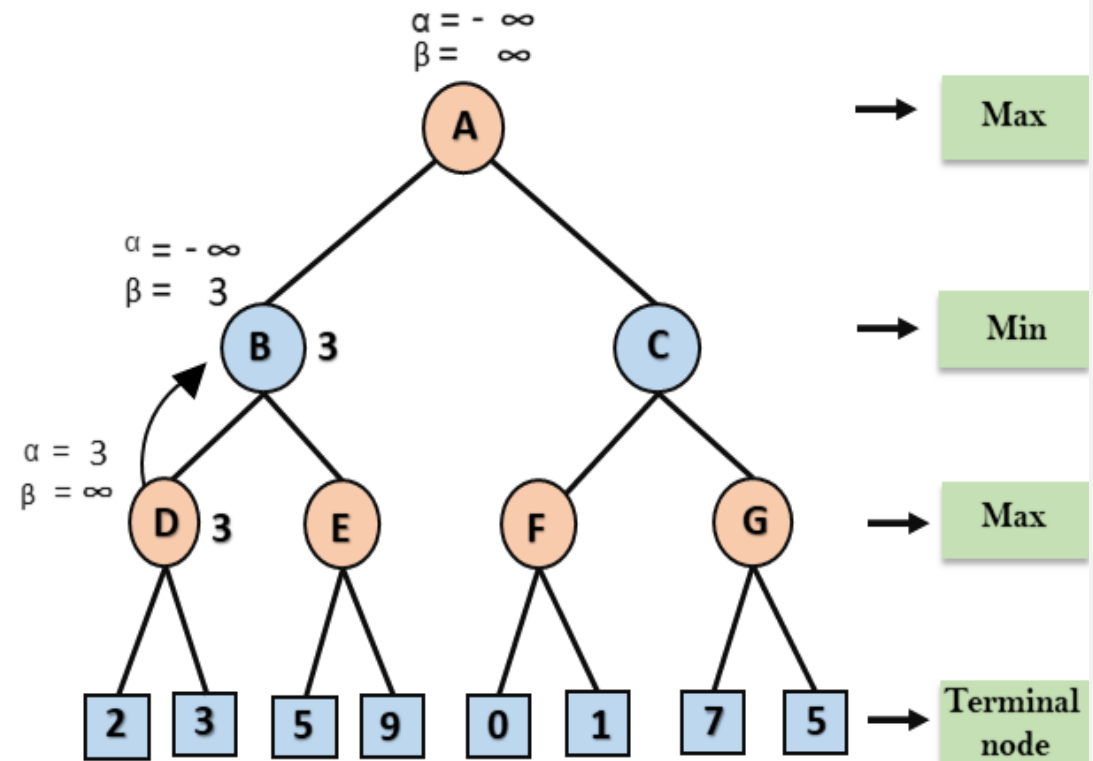 α = - ∞
β = ∞
A
Max
α = - ∞
β = 3
B 3
C
Min
α = 3
β = ∞
D 3
E
F
G
Max
2
3
5
9
0
1
7
5
Terminal
node